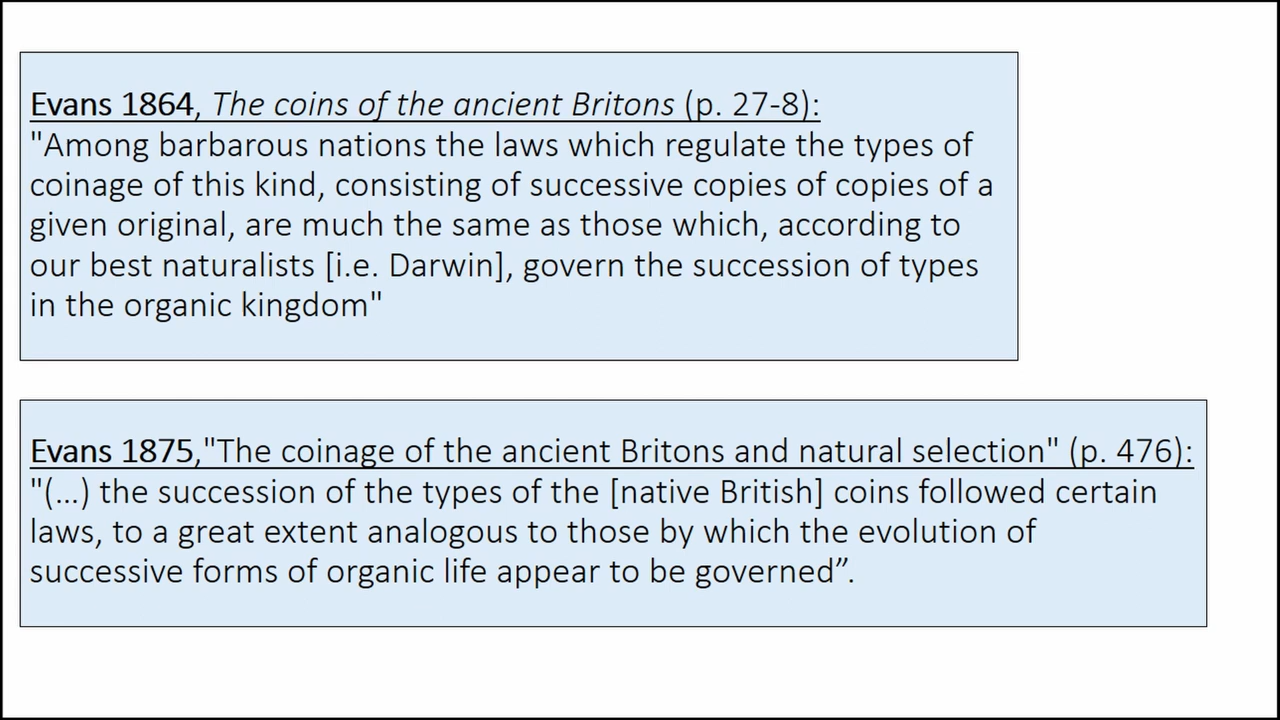 Evans 1864, The coins of the ancient Britons (p. 27-8):
"Among barbarous nations the laws which regulate the types of
coinage of this kind, consisting of successive copies of copies of a
given original, are much the same as those which, according to
our best naturalists [i.e. Darwin], govern the succession of types
in the organic kingdom"
Evans 1875,"The coinage of the ancient Britons and natural selection" (p. 476):
"(...) the succession of the types of the [native British] coins followed certain
laws, to a great extent analogous to those by which the evolution of
successive forms of organic life appear to be governed”.